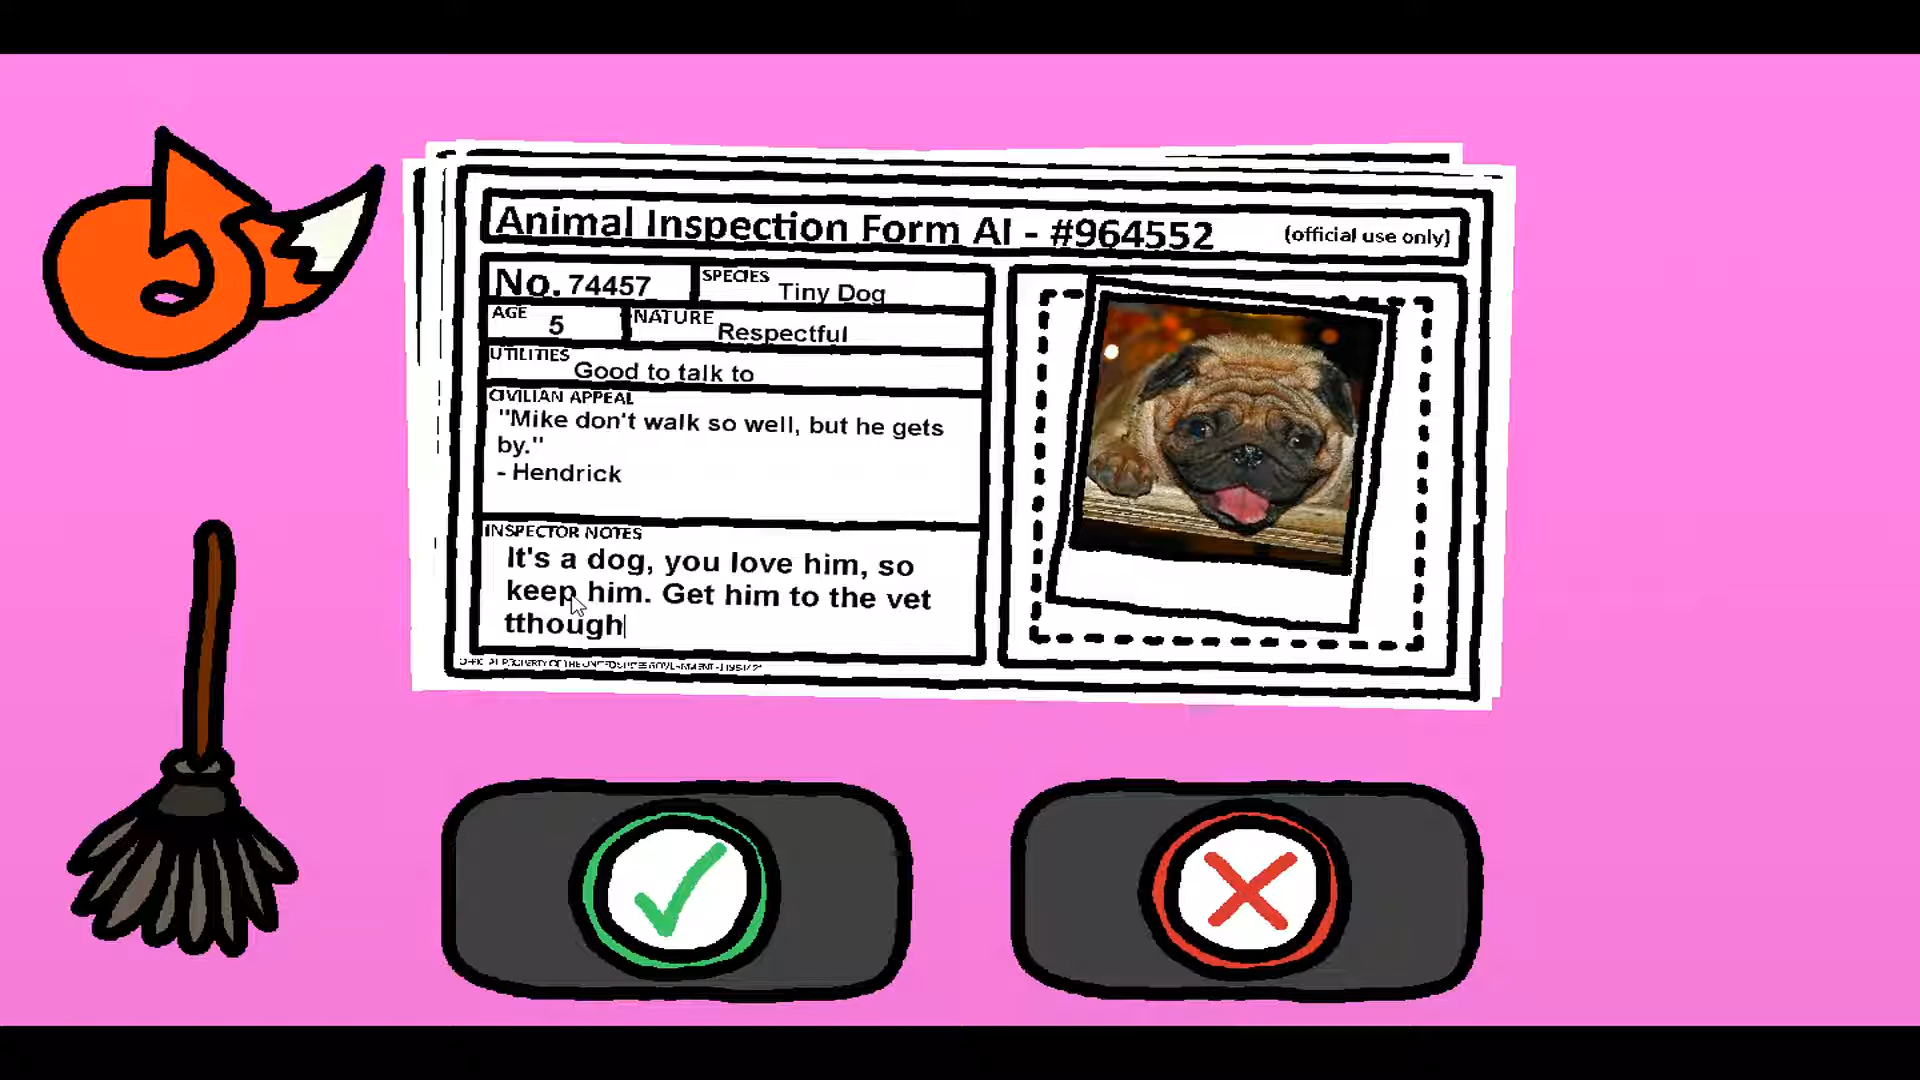 Animal Inspection Form AI - #964552 (official use only)
No. 74457
SPECIES Tiny Dog
AGE 5
NATURE Respectful
UTILITIES Good to talk to
CIVILIAN APPEAL
"Mike don't walk so well, but he gets
by."
- Hendrick
INSPECTOR NOTES
It's a dog, you love him, so
keep him. Get him to the vet
tthough